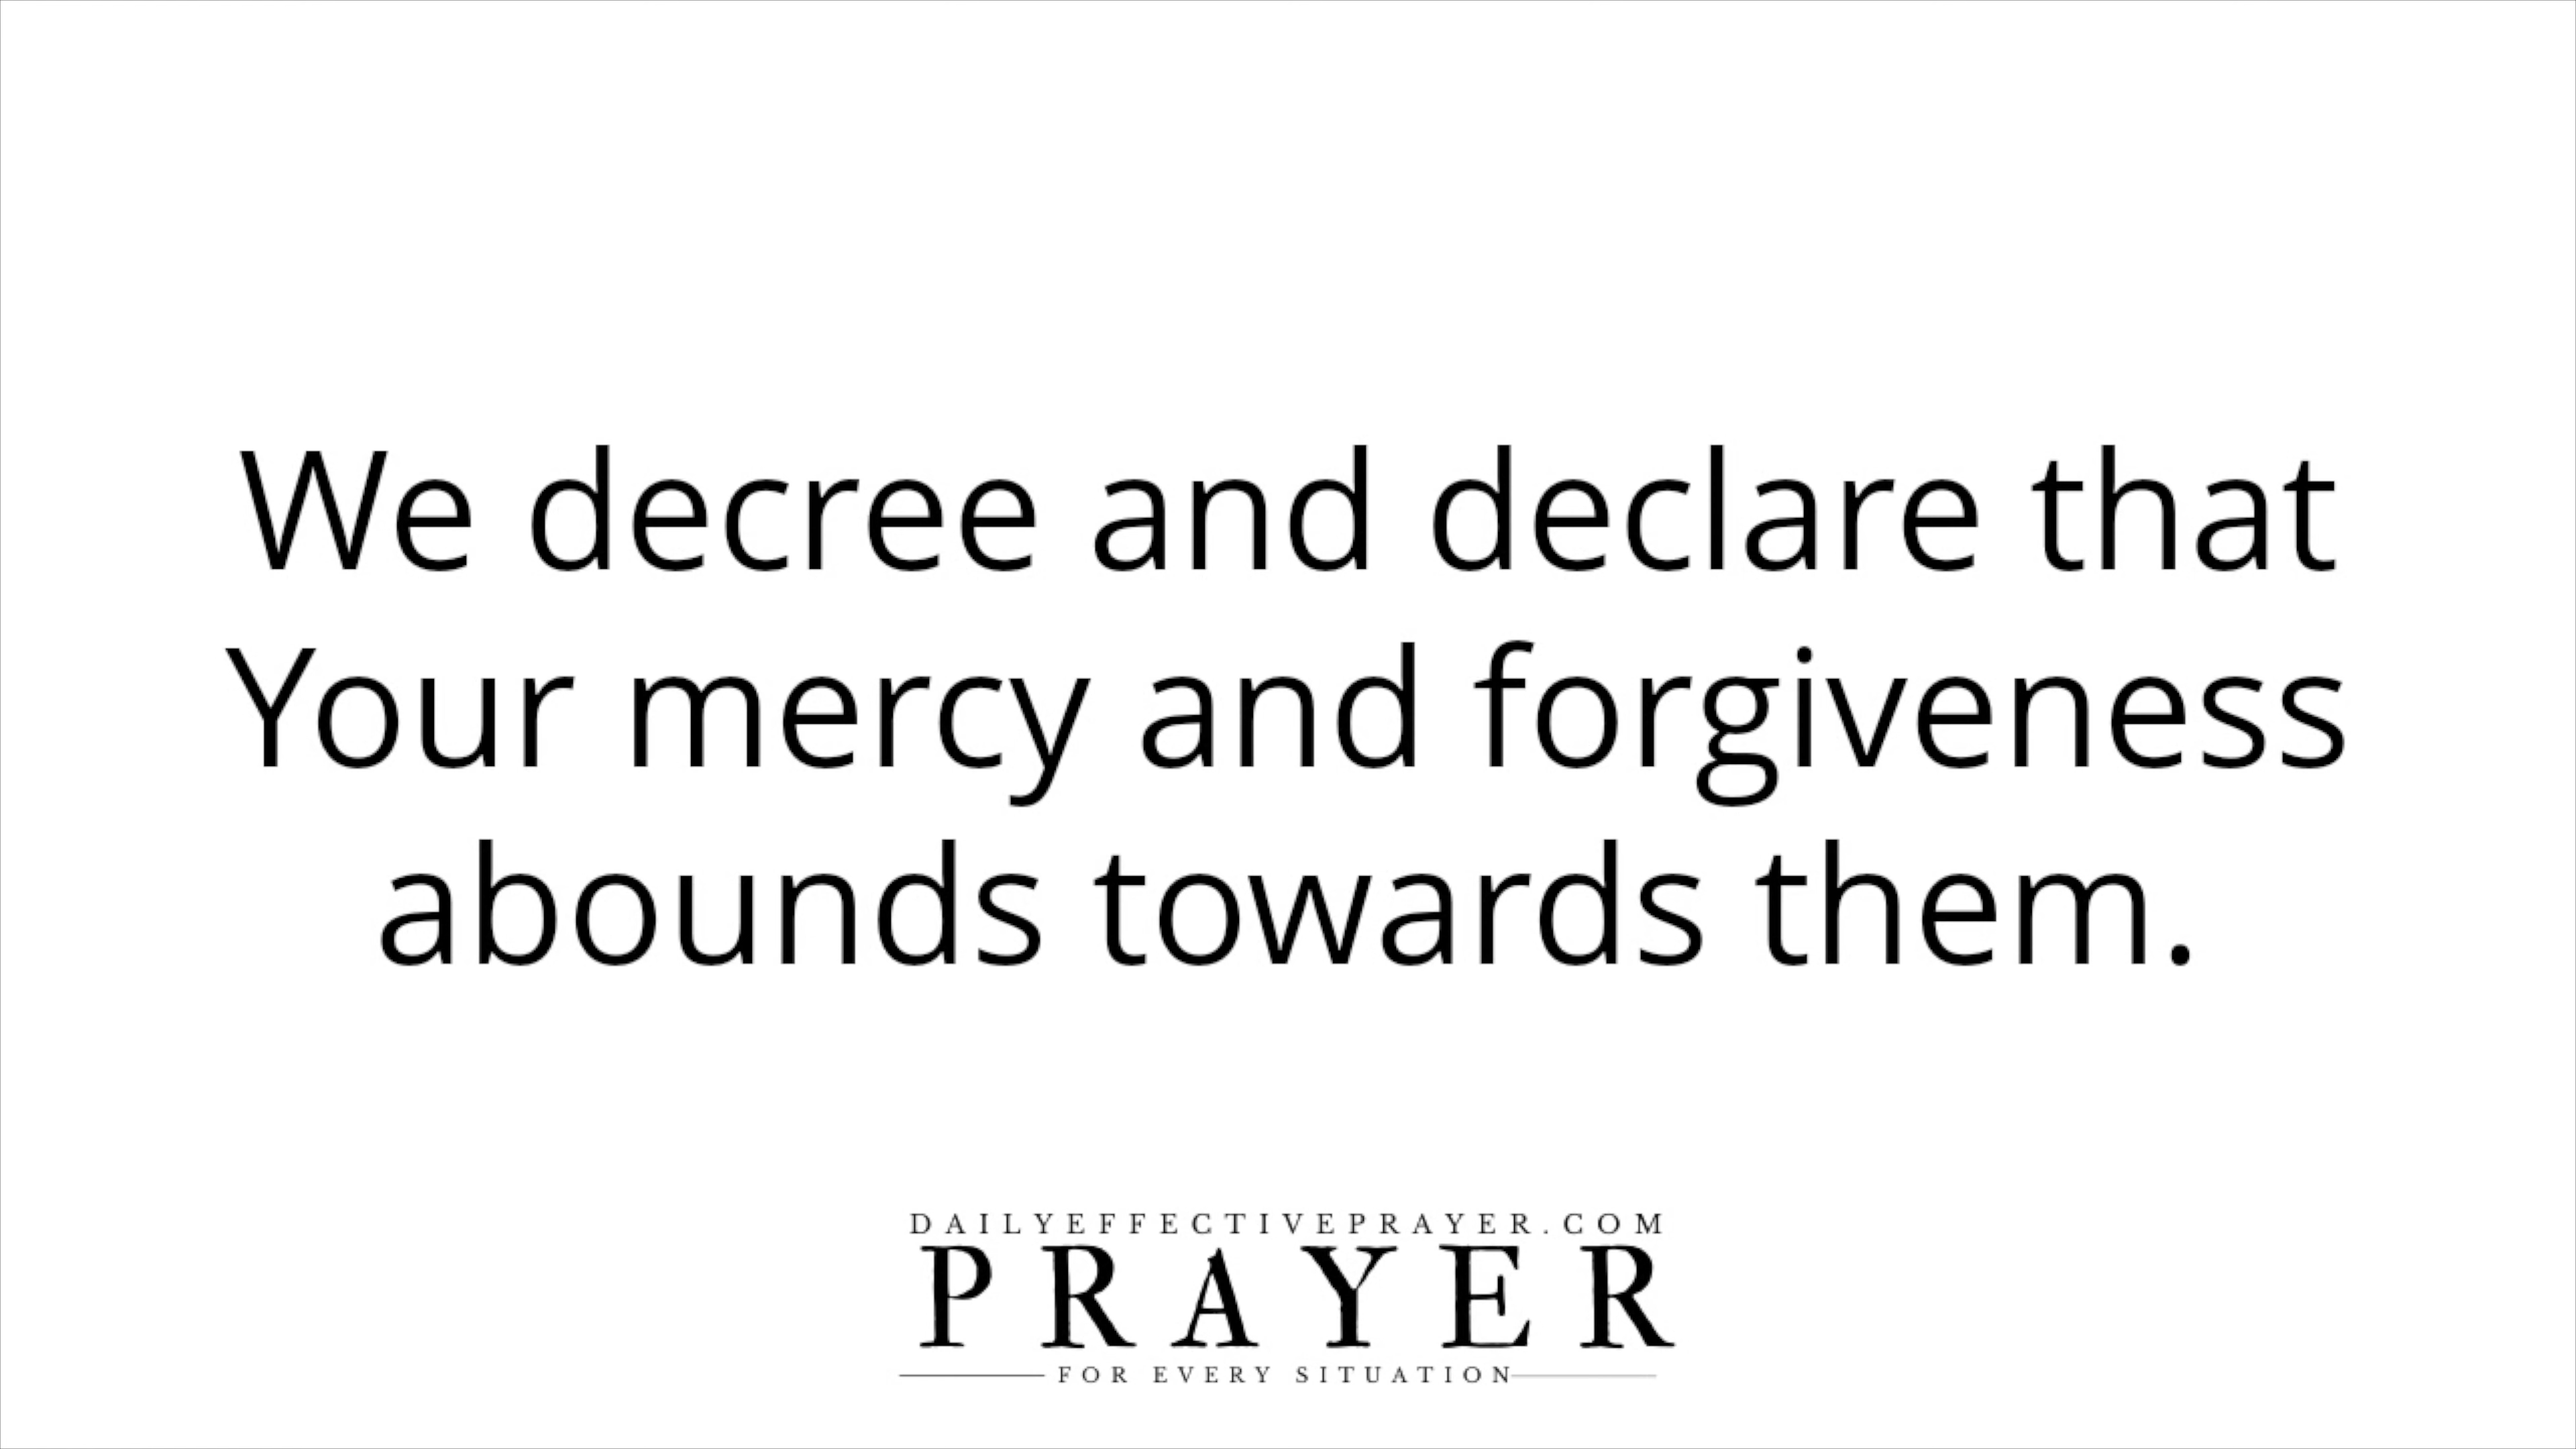 We decree and declare that
Your mercy and forgiveness
abounds towards them.
DAILYEFFECTIVEPRAYER.COM
PRAYER
FOR EVERY SITUATION